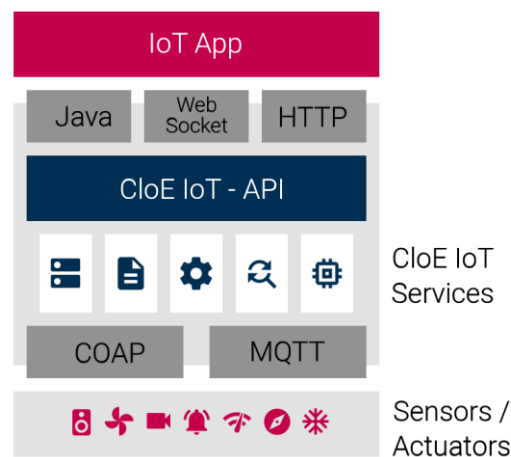 IoT App
Java
Web
Socket
HTTP
CloE IoT - API
CloE IoT
Services
COAP
MQTT
Sensors /
Actuators